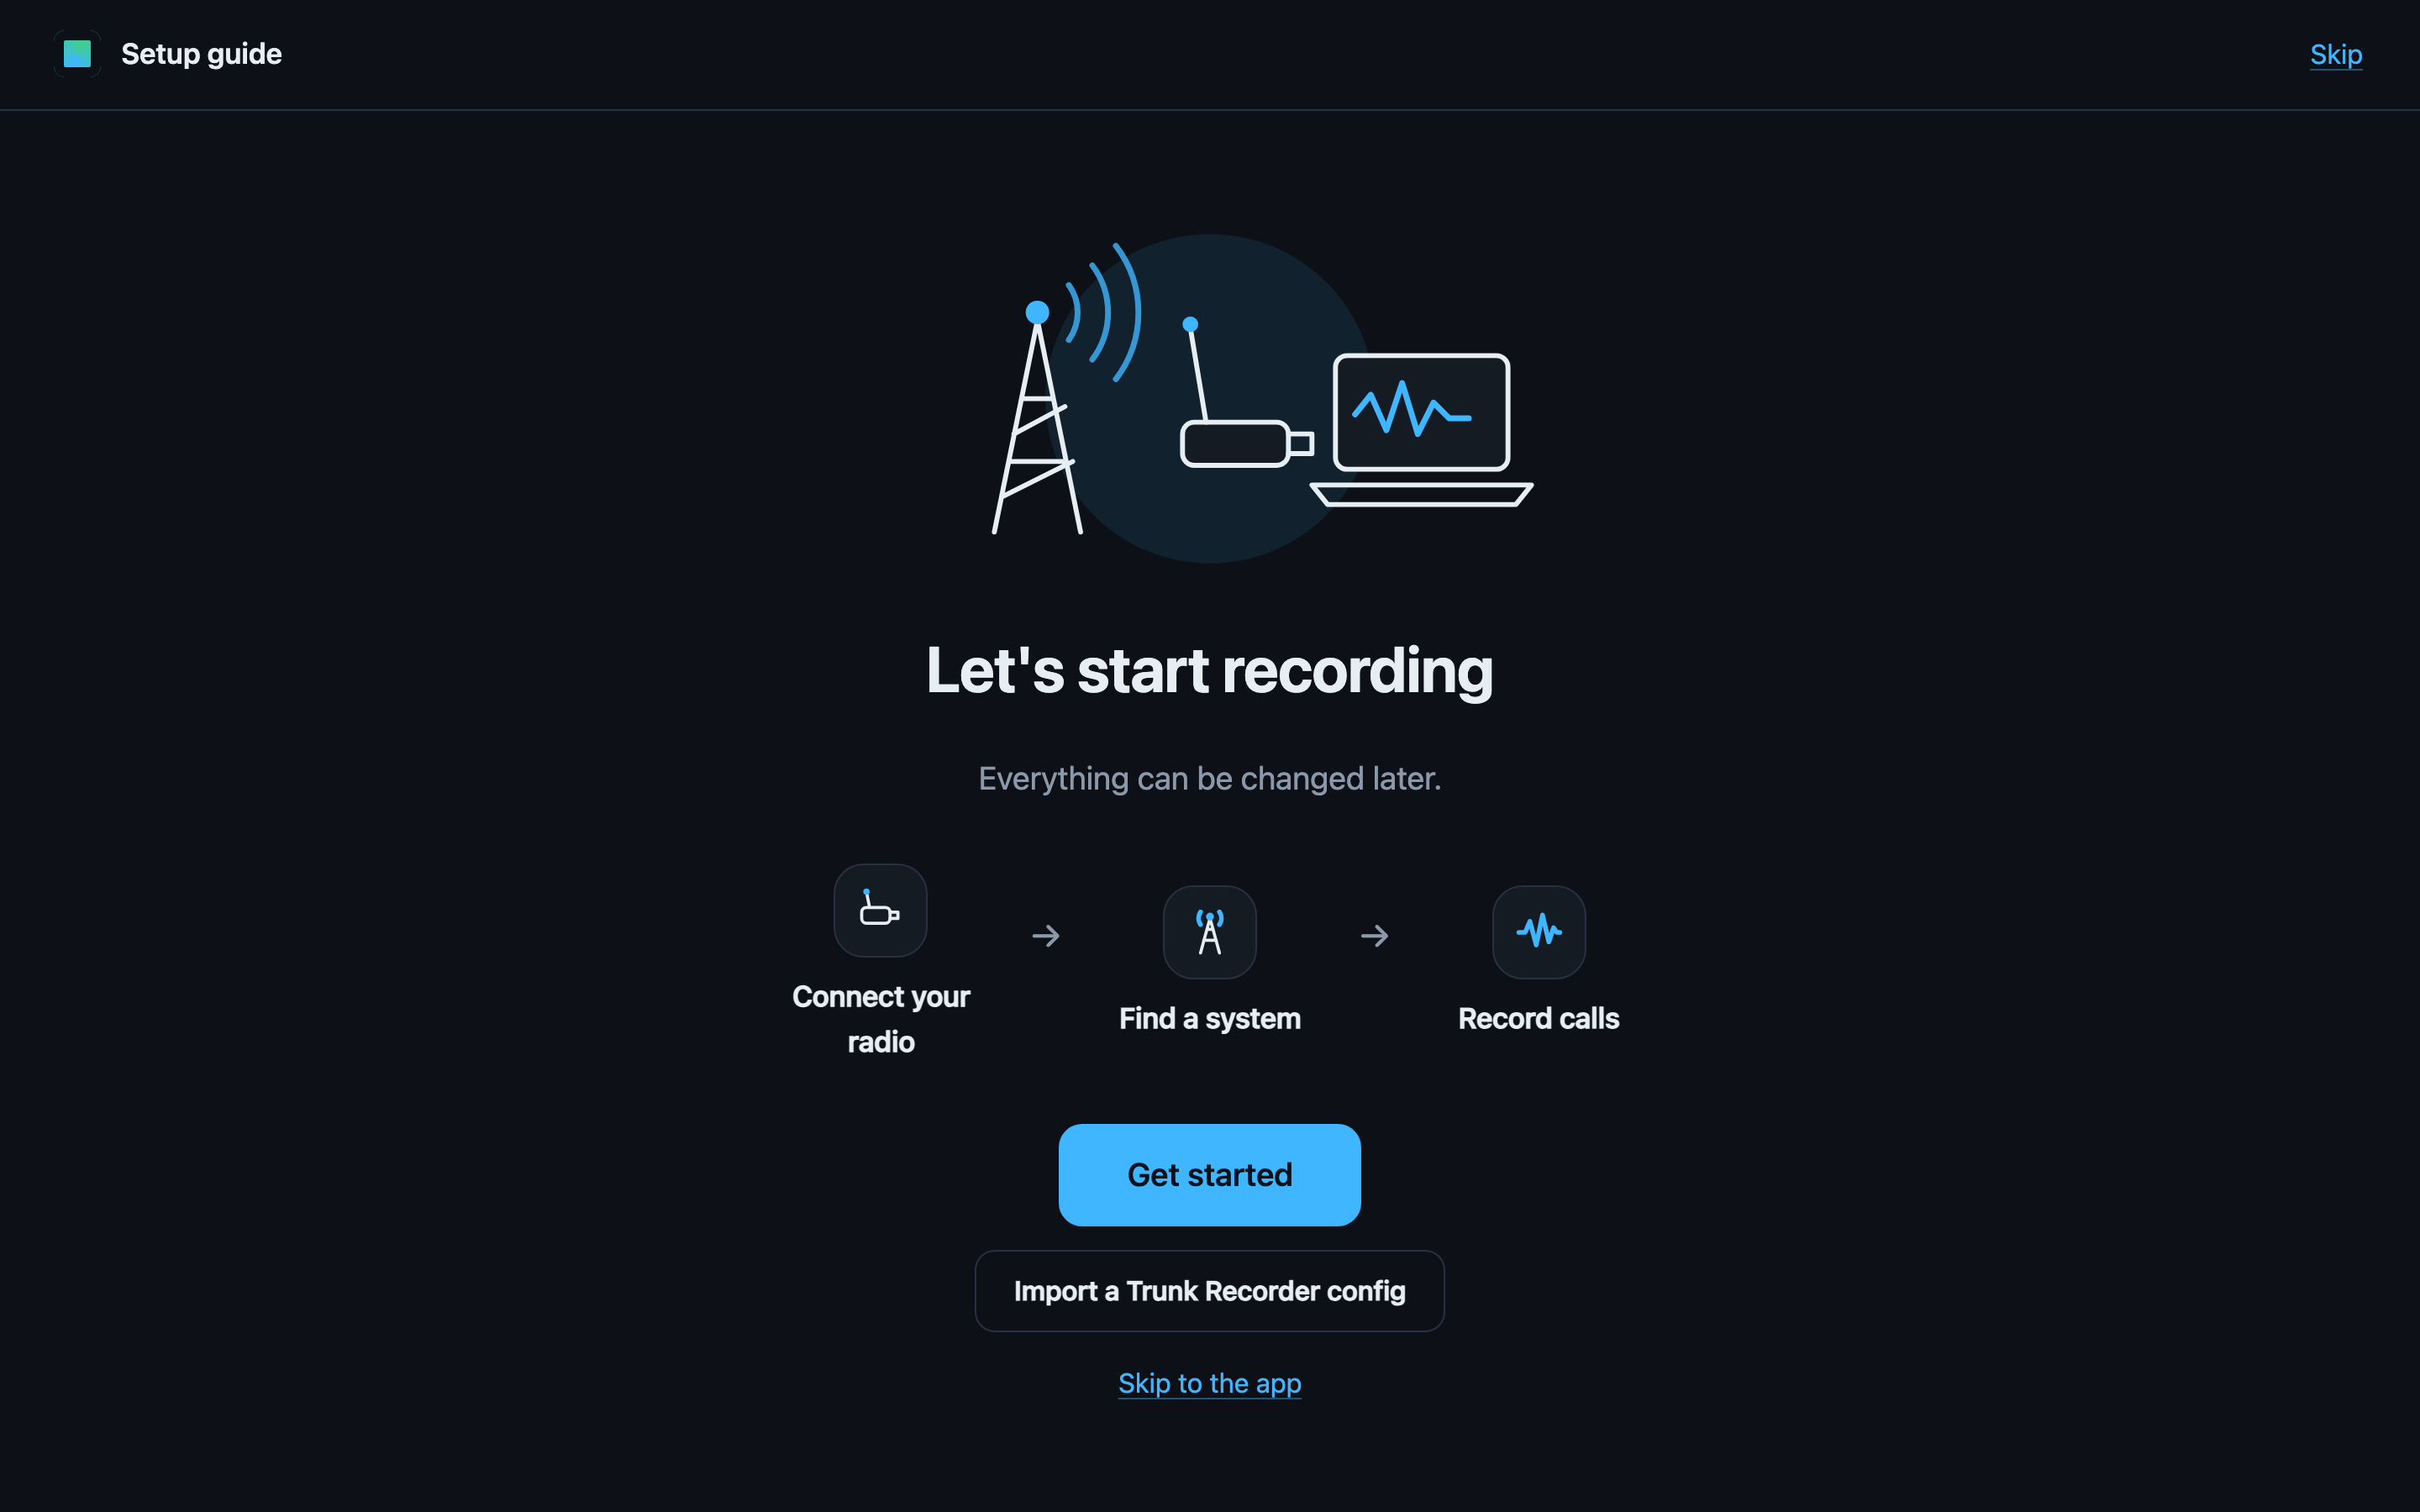 Setup guide
Skip
Let's start recording
Everything can be changed later.
Connect your
radio
Find a system
Record calls
Get started
Import a Trunk Recorder config
Skip to the app